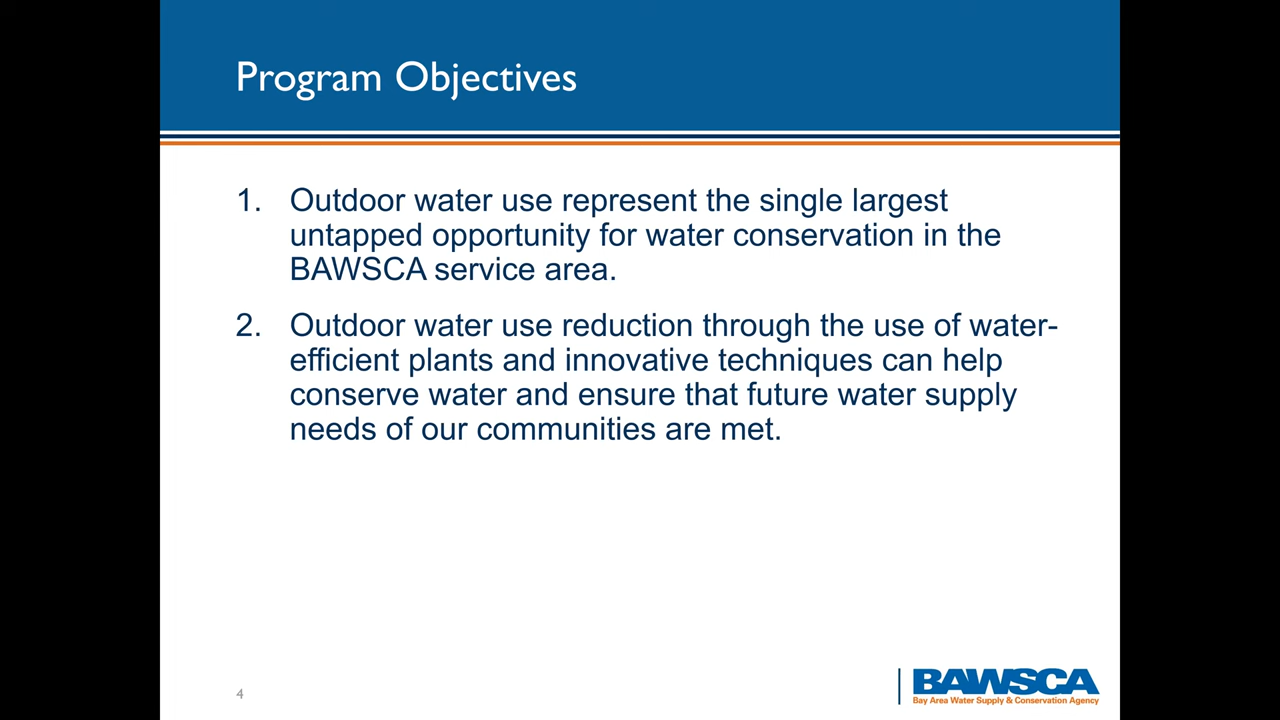 Program Objectives
1. Outdoor water use represent the single largest
untapped opportunity for water conservation in the
BAWSCA service area.
2. Outdoor water use reduction through the use of water-
efficient plants and innovative techniques can help
conserve water and ensure that future water supply
needs of our communities are met.
4
BAWSCA
Bay Area Water Supply & Conservation Agency